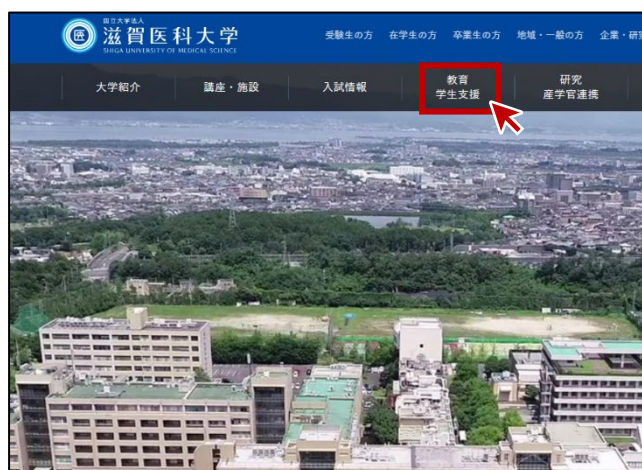 国立大学法人
滋賀医科大学
SHIGA UNIVERSITY OF MEDICAL SCIENCE
受験生の方 在学生の方 卒業生の方 地域・一般の方 企業・研究
大学紹介 講座・施設 入試情報 教育 研究
学生支援 産学官連携